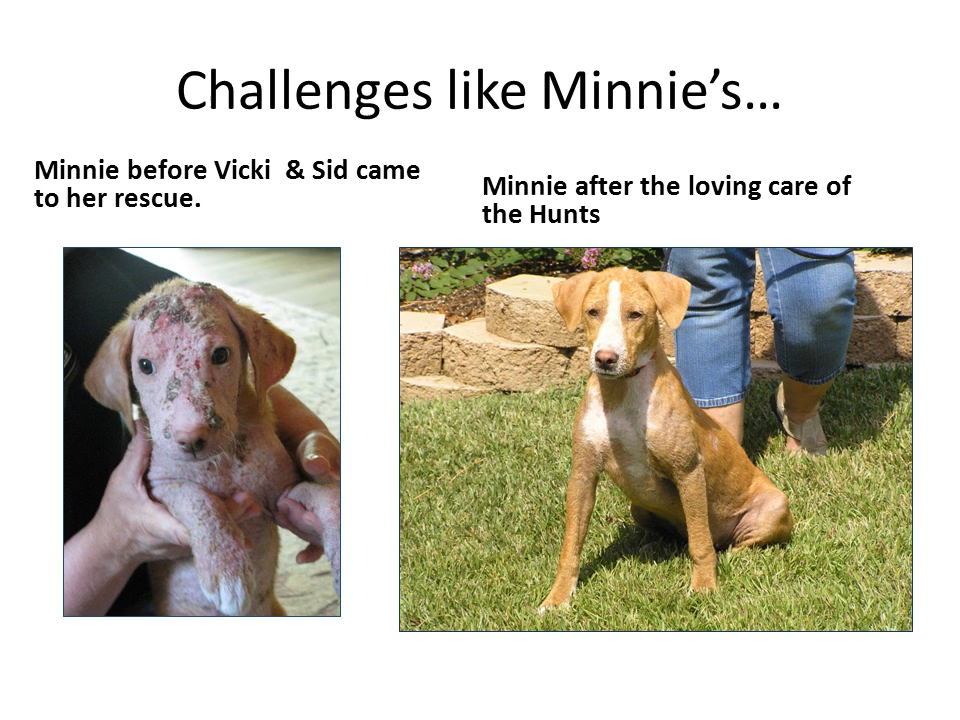 Challenges like Minnie’s…
Minnie before Vicki  & Sid came
to her rescue.
Minnie after the loving care of
the Hunts